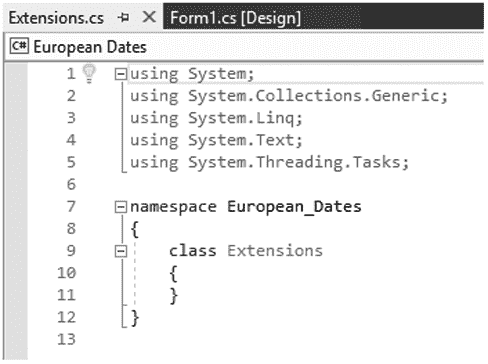 Extensions.cs Form1.cs [Design]
C# European Dates
1 using System;
2 using System.Collections.Generic;
3 using System.Linq;
4 using System.Text;
5 using System.Threading.Tasks;
6
7 namespace European_Dates
8 {
9 class Extensions
10 {
11 }
12 }
13